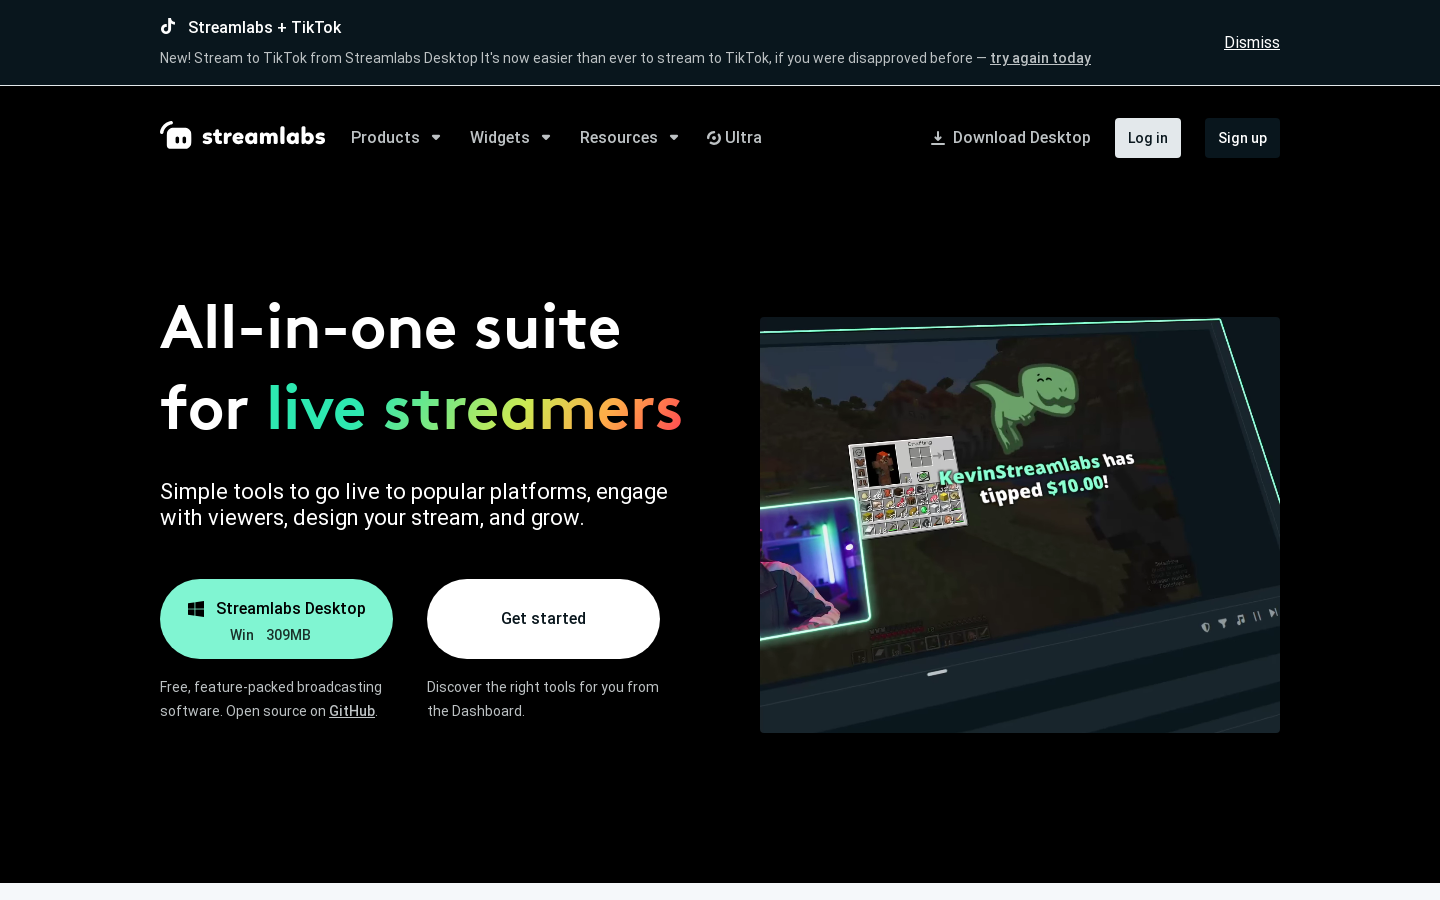 Streamlabs + TikTok
New! Stream to TikTok from Streamlabs Desktop It's now easier than ever to stream to TikTok, if you were disapproved before — try again today
Dismiss
streamlabs
Products
Widgets
Resources
Ultra
Download Desktop
Log in
Sign up
All-in-one suite
for live streamers
Simple tools to go live to popular platforms, engage
with viewers, design your stream, and grow.
Streamlabs Desktop
Win 309MB
Get started
Free, feature-packed broadcasting
software. Open source on GitHub.
Discover the right tools for you from
the Dashboard.
Crafting
KevinStreamlabs has
tipped $10.00!